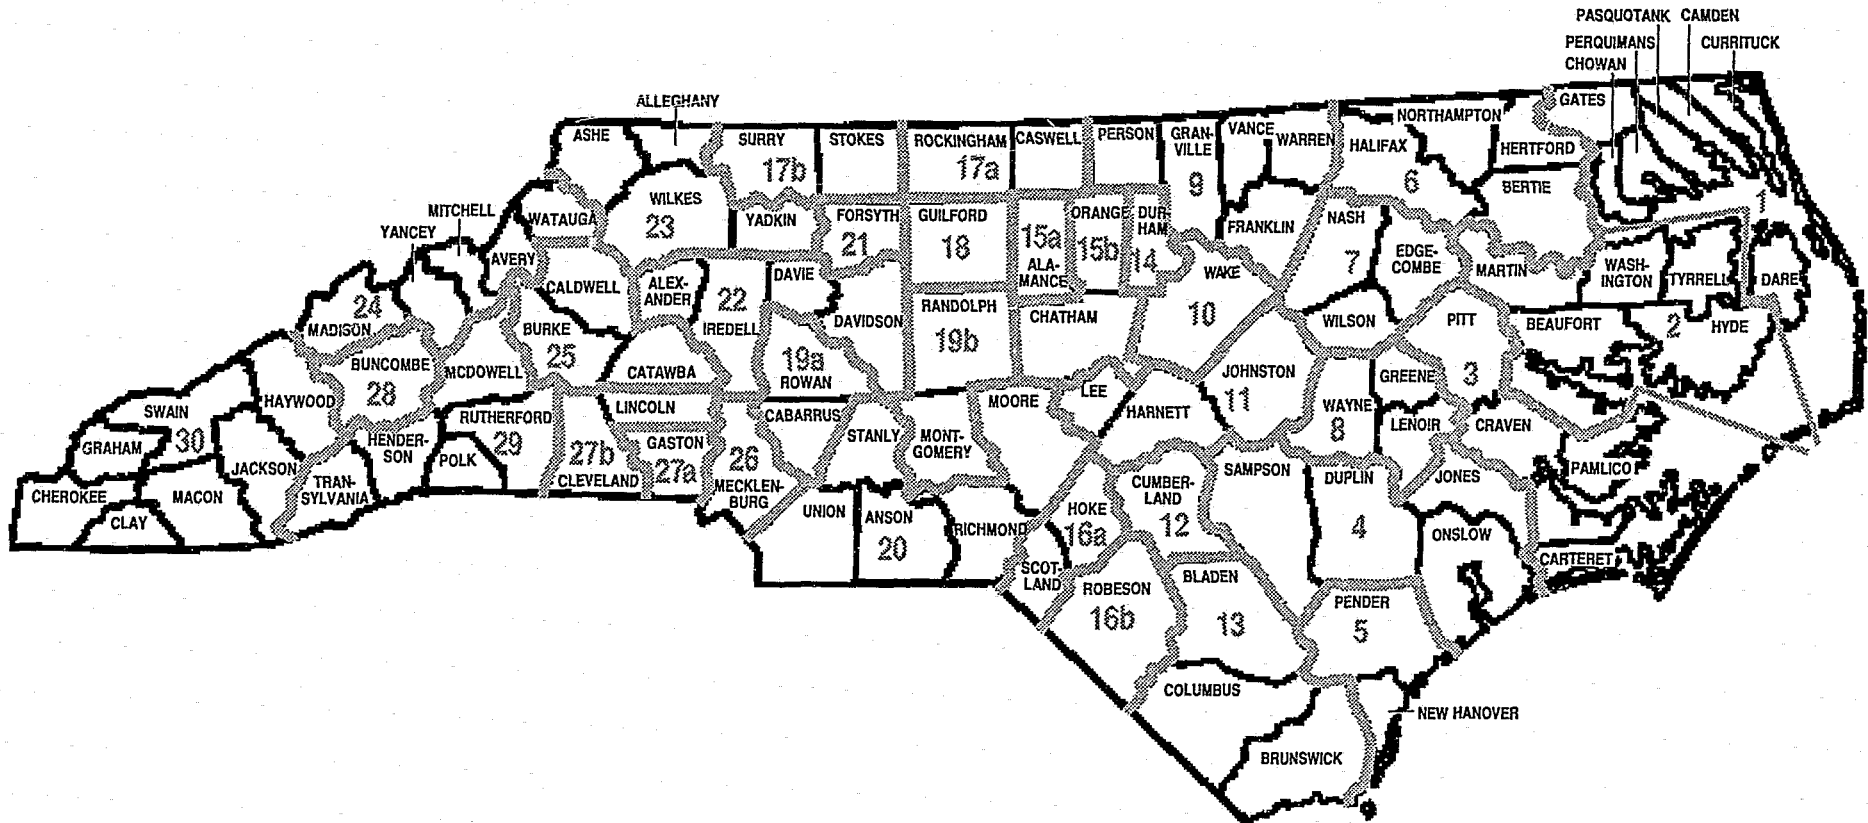 PASQUOTANK CAMDEN
PERQUIMANS CURRITUCK
CHOWAN
ALLEGHANY
GATES
NORTHAMPTON
ASHE
SURRY
STOKES
ROCKINGHAM
CASWELL
PERSON
GRAN-
VILLE
VANCE
WARREN
HALIFAX
HERTFORD
17b
17a
9
6
BERTIE
MITCHELL
WATAUGA
WILKES
23
YADKIN
FORSYTH
21
GUILFORD
18
15a
ALA-
MANCE
ORANGE
15b
DUR-
HAM
14
FRANKLIN
NASH
7
EDGE-
COMBE
MARTIN
1
YANCEY
AVERY
CALDWELL
ALEX-
ANDER
22
IREDELL
DAVIE
DAVIDSON
WAKE
10
WASH-
INGTON
TYRRELL
DARE
24
MADISON
BURKE
25
RANDOLPH
19b
CHATHAM
WILSON
PITT
3
BEAUFORT
2
HYDE
BUNCOMBE
28
MCDOWELL
CATAWBA
19a
ROWAN
JOHNSTON
11
GREENE
SWAIN
30
HAYWOOD
RUTHERFORD
29
LINCOLN
CABARRUS
STANLY
MOORE
LEE
HARNETT
WAYNE
8
LENOIR
CRAVEN
GRAHAM
JACKSON
HENDER-
SON
POLK
27b
CLEVELAND
GASTON
27a
26
MECKLEN-
BURG
MONT-
GOMERY
SAMPSON
DUPLIN
4
JONES
PAMLICO
CHEROKEE
CLAY
MACON
TRAN-
SYLVANIA
UNION
ANSON
20
RICHMOND
HOKE
16a
CUMBER-
LAND
12
ONSLOW
CARTERET
SCOT-
LAND
ROBESON
16b
BLADEN
13
PENDER
5
COLUMBUS
NEW HANOVER
BRUNSWICK